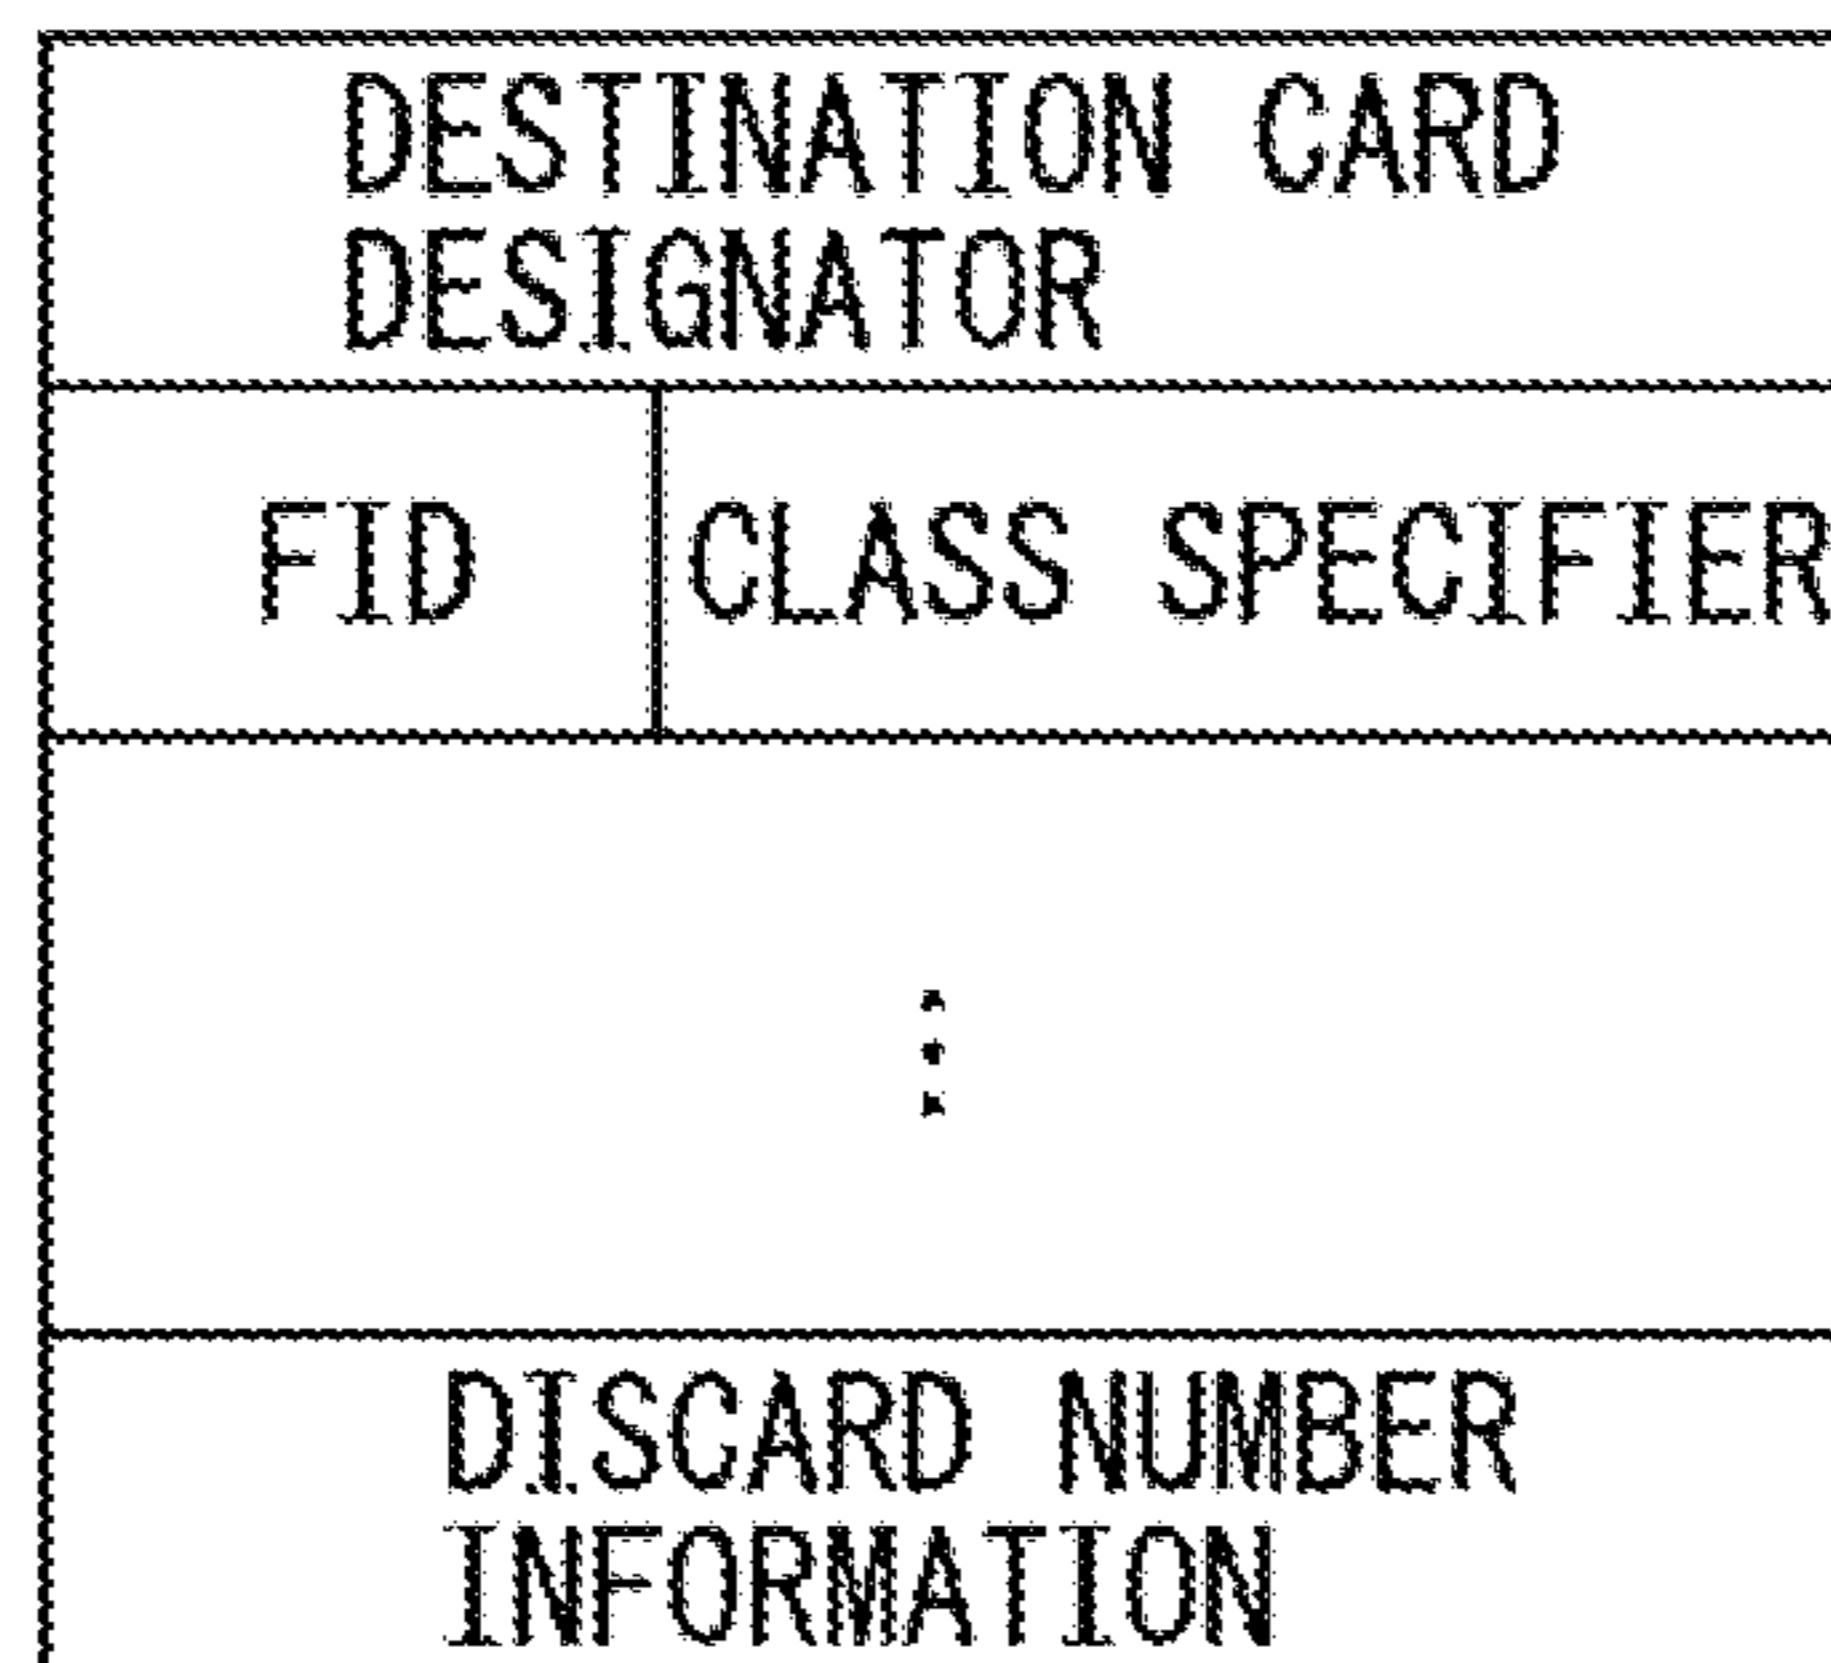 DESTINATION CARD
DESIGNATOR
FID CLASS SPECIFIER
DISCARD NUMBER
INFORMATION